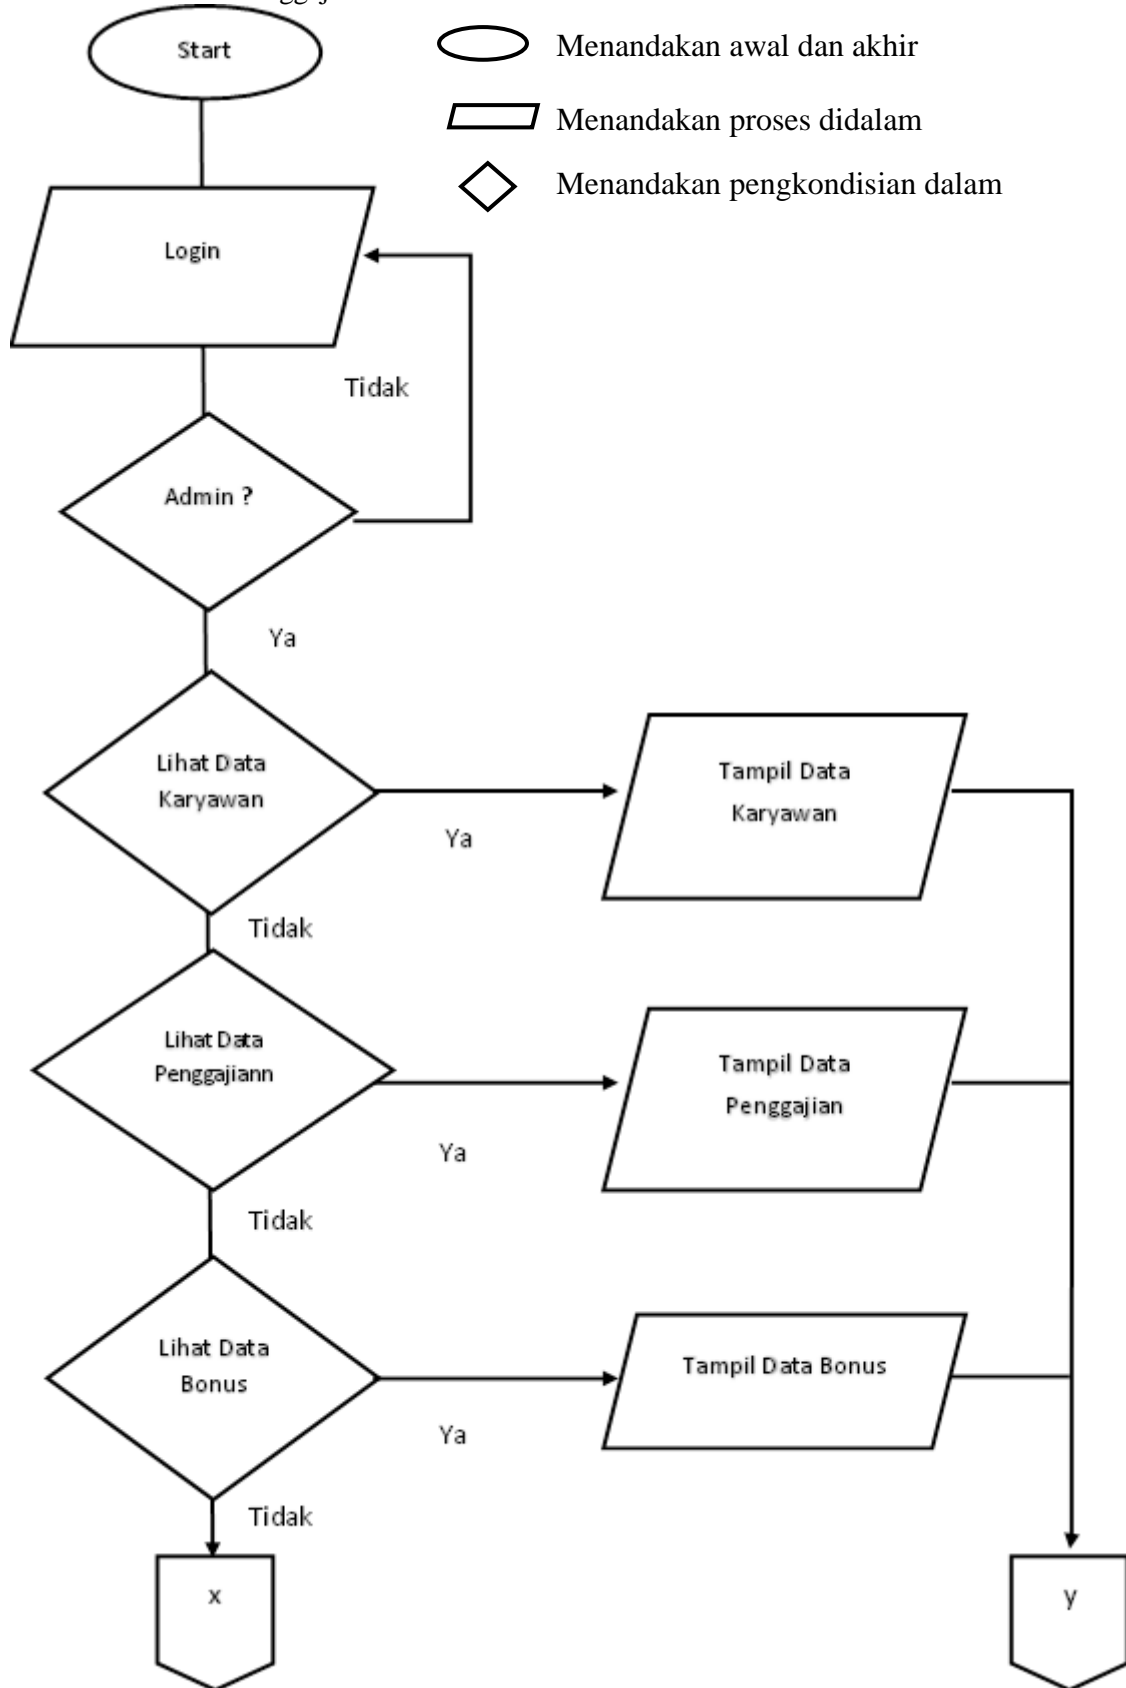 Start
Menandakan awal dan akhir
Menandakan proses didalam
Menandakan pengkondisian dalam
Login
Tidak
Admin ?
Ya
Lihat Data
Karyawan
Ya
Tampil Data
Karyawan
Tidak
Lihat Data
Penggajiann
Ya
Tampil Data
Penggajian
Tidak
Lihat Data
Bonus
Ya
Tampil Data Bonus
Tidak
x
y